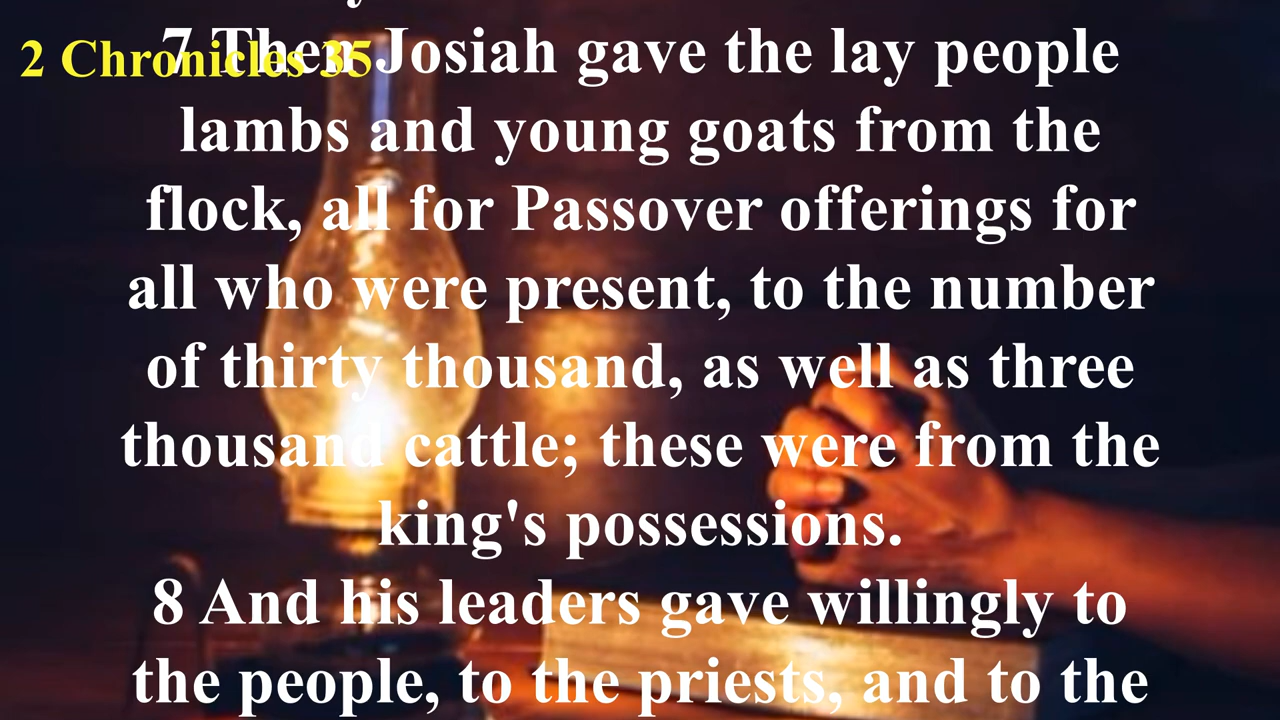 2 Chronicles 35
7 Then Josiah gave the lay people
lambs and young goats from the
flock, all for Passover offerings for
all who were present, to the number
of thirty thousand, as well as three
thousand cattle; these were from the
king's possessions.
8 And his leaders gave willingly to
the people, to the priests, and to the